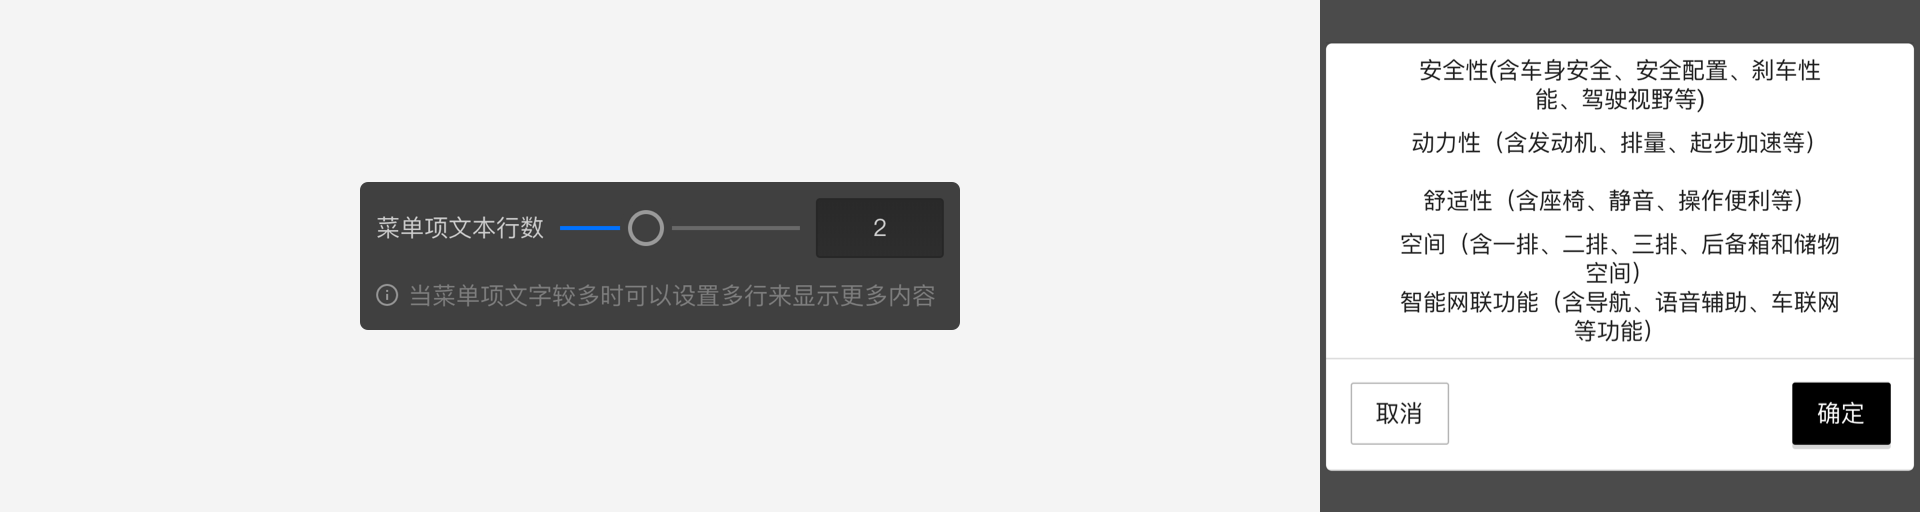 菜单项文本行数
2
当菜单项文字较多时可以设置多行来显示更多内容
安全性(含车身安全、安全配置、刹车性
能、驾驶视野等)
动力性（含发动机、排量、起步加速等）
舒适性（含座椅、静音、操作便利等）
空间（含一排、二排、三排、后备箱和储物
空间）
智能网联功能（含导航、语音辅助、车联网
等功能）
取消
确定